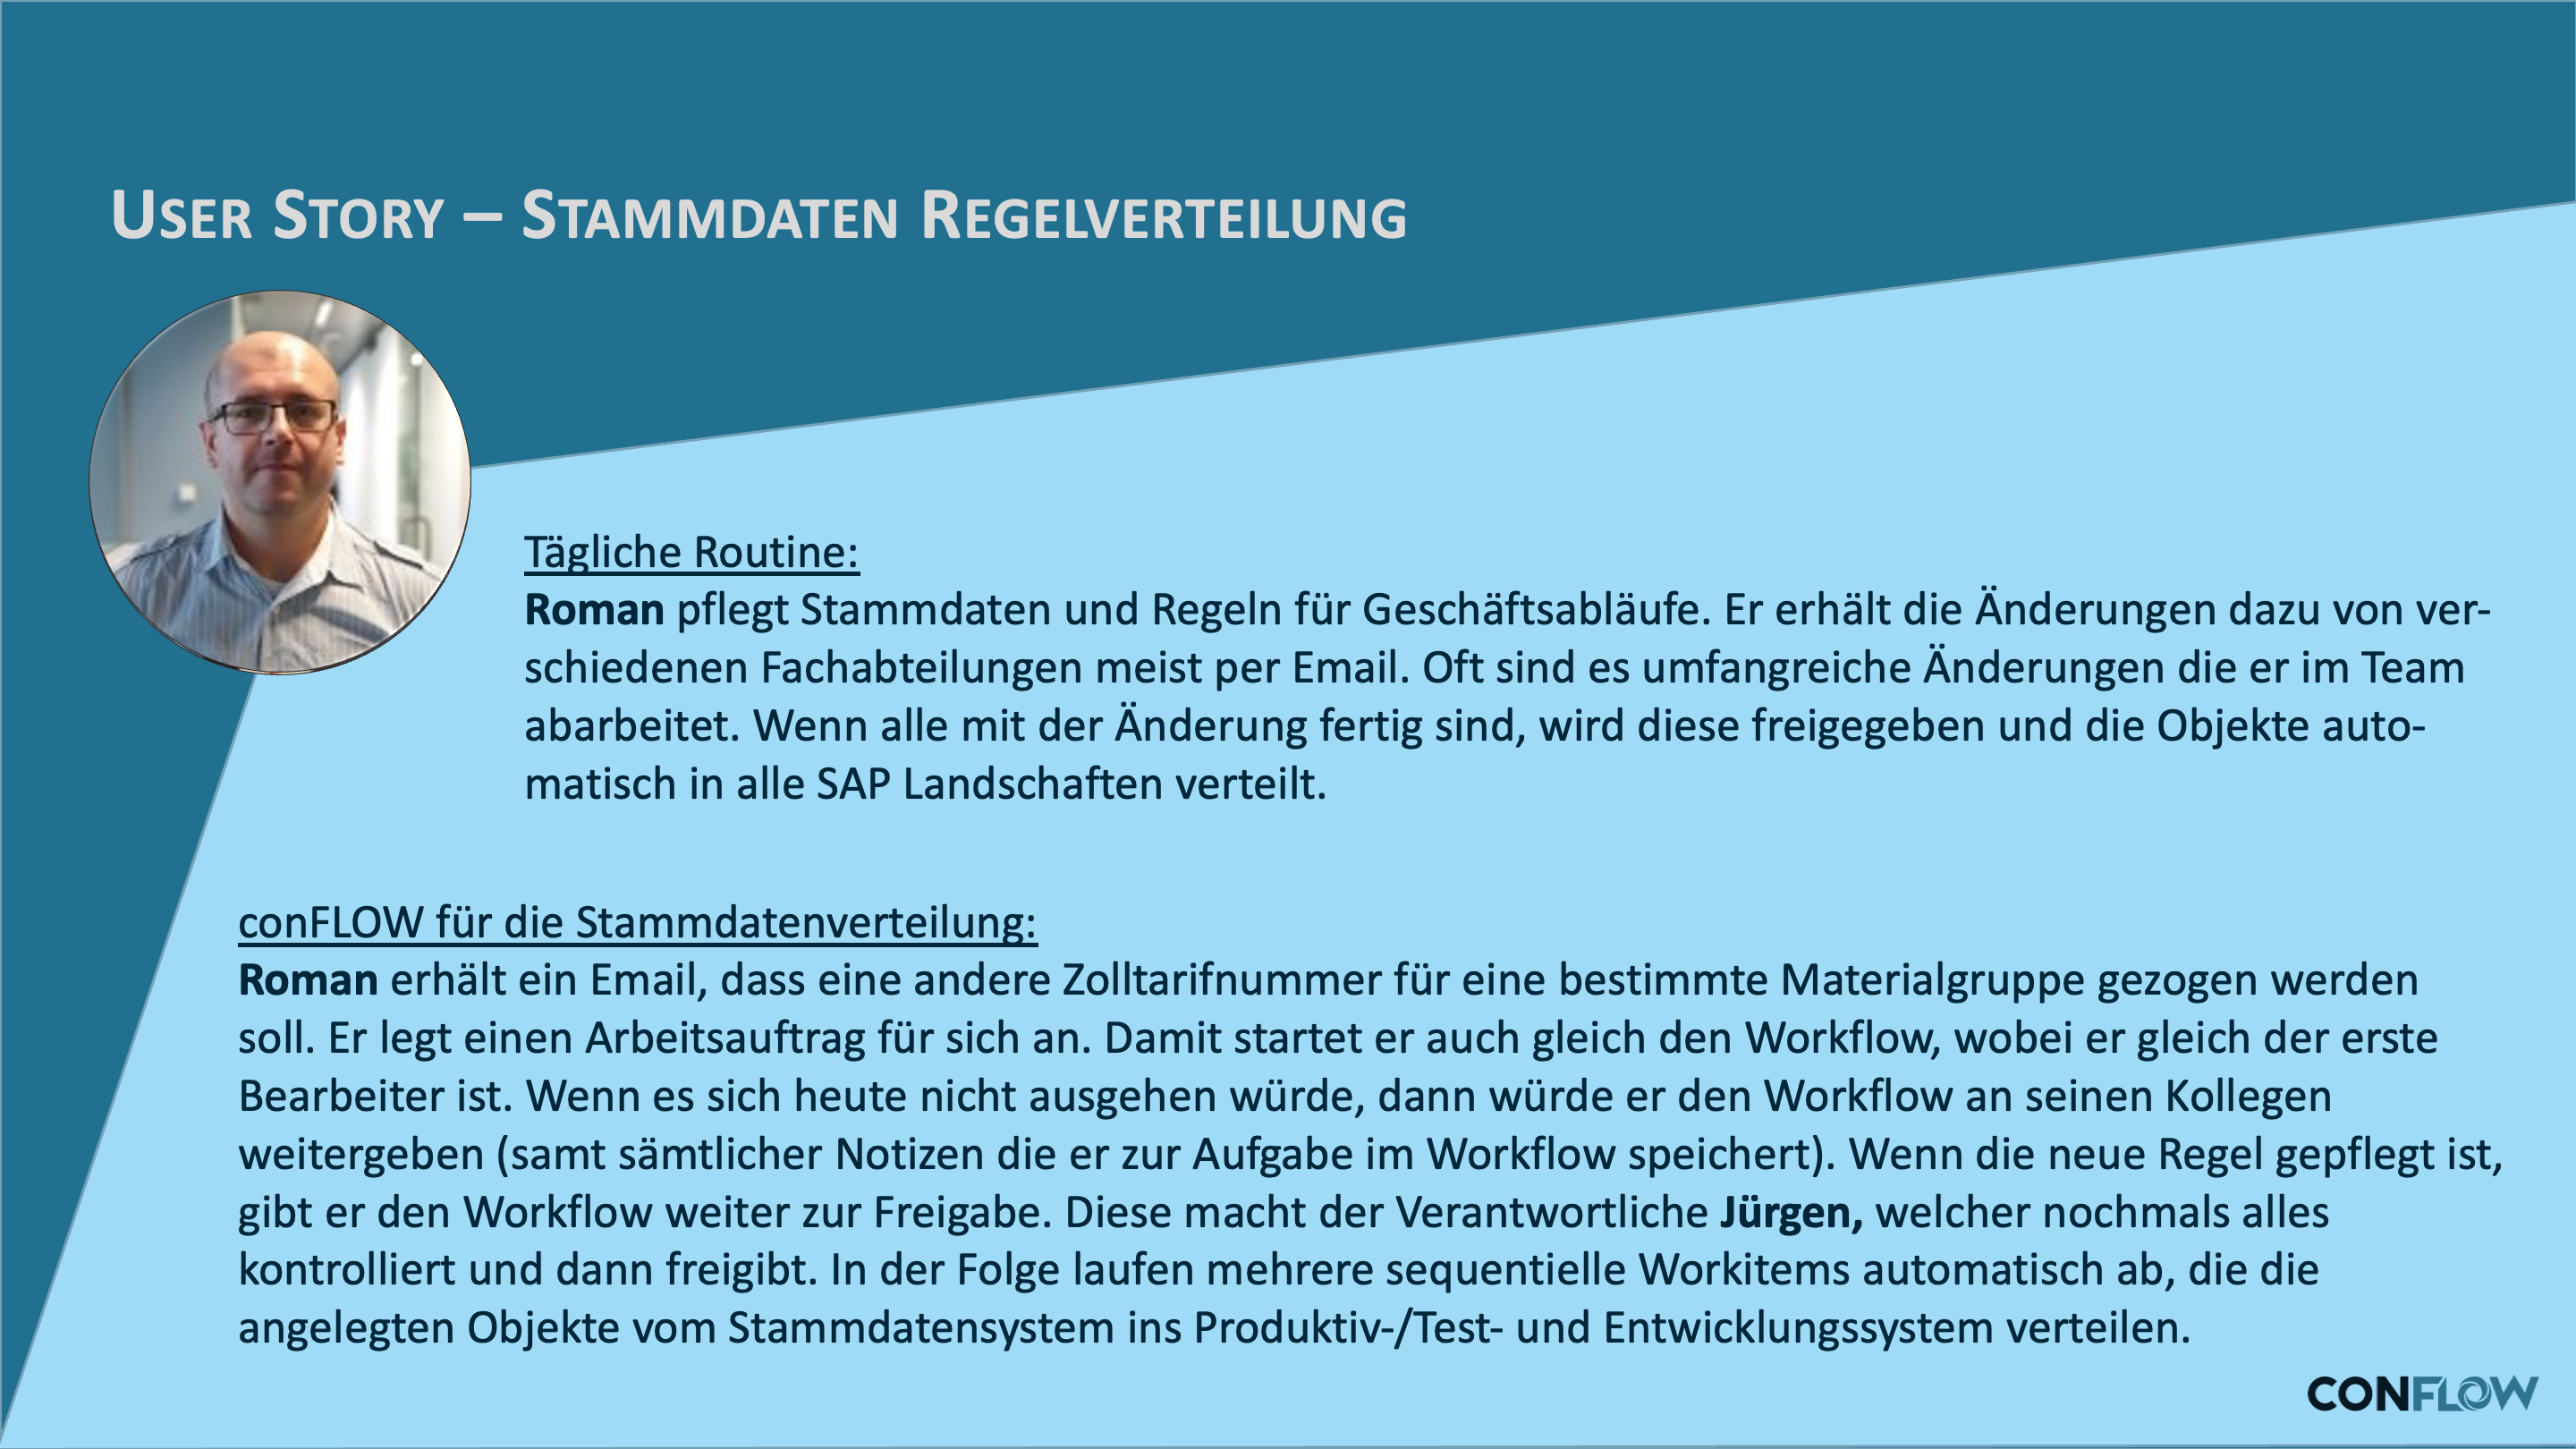 User Story – Stammdaten Regelverteilung
Tägliche Routine:
Roman pflegt Stammdaten und Regeln für Geschäftsabläufe. Er erhält die Änderungen dazu von ver-
schiedenen Fachabteilungen meist per Email. Oft sind es umfangreiche Änderungen die er im Team
abarbeitet. Wenn alle mit der Änderung fertig sind, wird diese freigegeben und die Objekte auto-
matisch in alle SAP Landschaften verteilt.
conFLOW für die Stammdatenverteilung:
Roman erhält ein Email, dass eine andere Zolltarifnummer für eine bestimmte Materialgruppe gezogen werden
soll. Er legt einen Arbeitsauftrag für sich an. Damit startet er auch gleich den Workflow, wobei er gleich der erste
Bearbeiter ist. Wenn es sich heute nicht ausgehen würde, dann würde er den Workflow an seinen Kollegen
weitergeben (samt sämtlicher Notizen die er zur Aufgabe im Workflow speichert). Wenn die neue Regel gepflegt ist,
gibt er den Workflow weiter zur Freigabe. Diese macht der Verantwortliche Jürgen, welcher nochmals alles
kontrolliert und dann freigibt. In der Folge laufen mehrere sequentielle Workitems automatisch ab, die die
angelegten Objekte vom Stammdatensystem ins Produktiv-/Test- und Entwicklungssystem verteilen.
CONFLOW